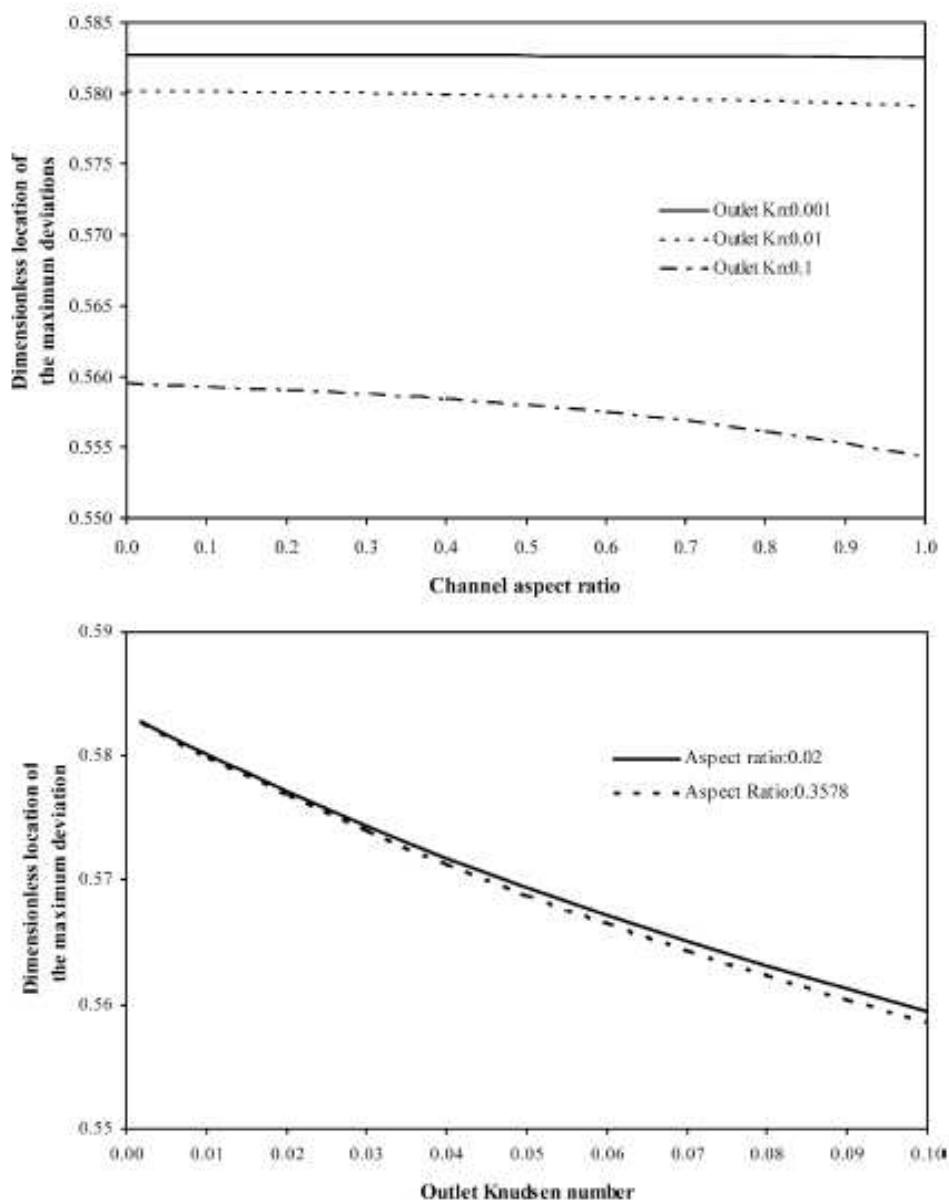 Dimensionless location of
the maximum deviations
0.585
0.580
0.575
0.570
0.565
0.560
0.555
0.550
Outlet Kn:0.001
Outlet Kn:0.01
Outlet Kn:0.1
0.0 0.1 0.2 0.3 0.4 0.5 0.6 0.7 0.8 0.9 1.0
Channel aspect ratio
Dimensionless location of
the maximum deviation
0.59
0.58
0.57
0.56
0.55
Aspect ratio:0.02
Aspect Ratio:0.3578
0.00 0.01 0.02 0.03 0.04 0.05 0.06 0.07 0.08 0.09 0.10
Outlet Knudsen number